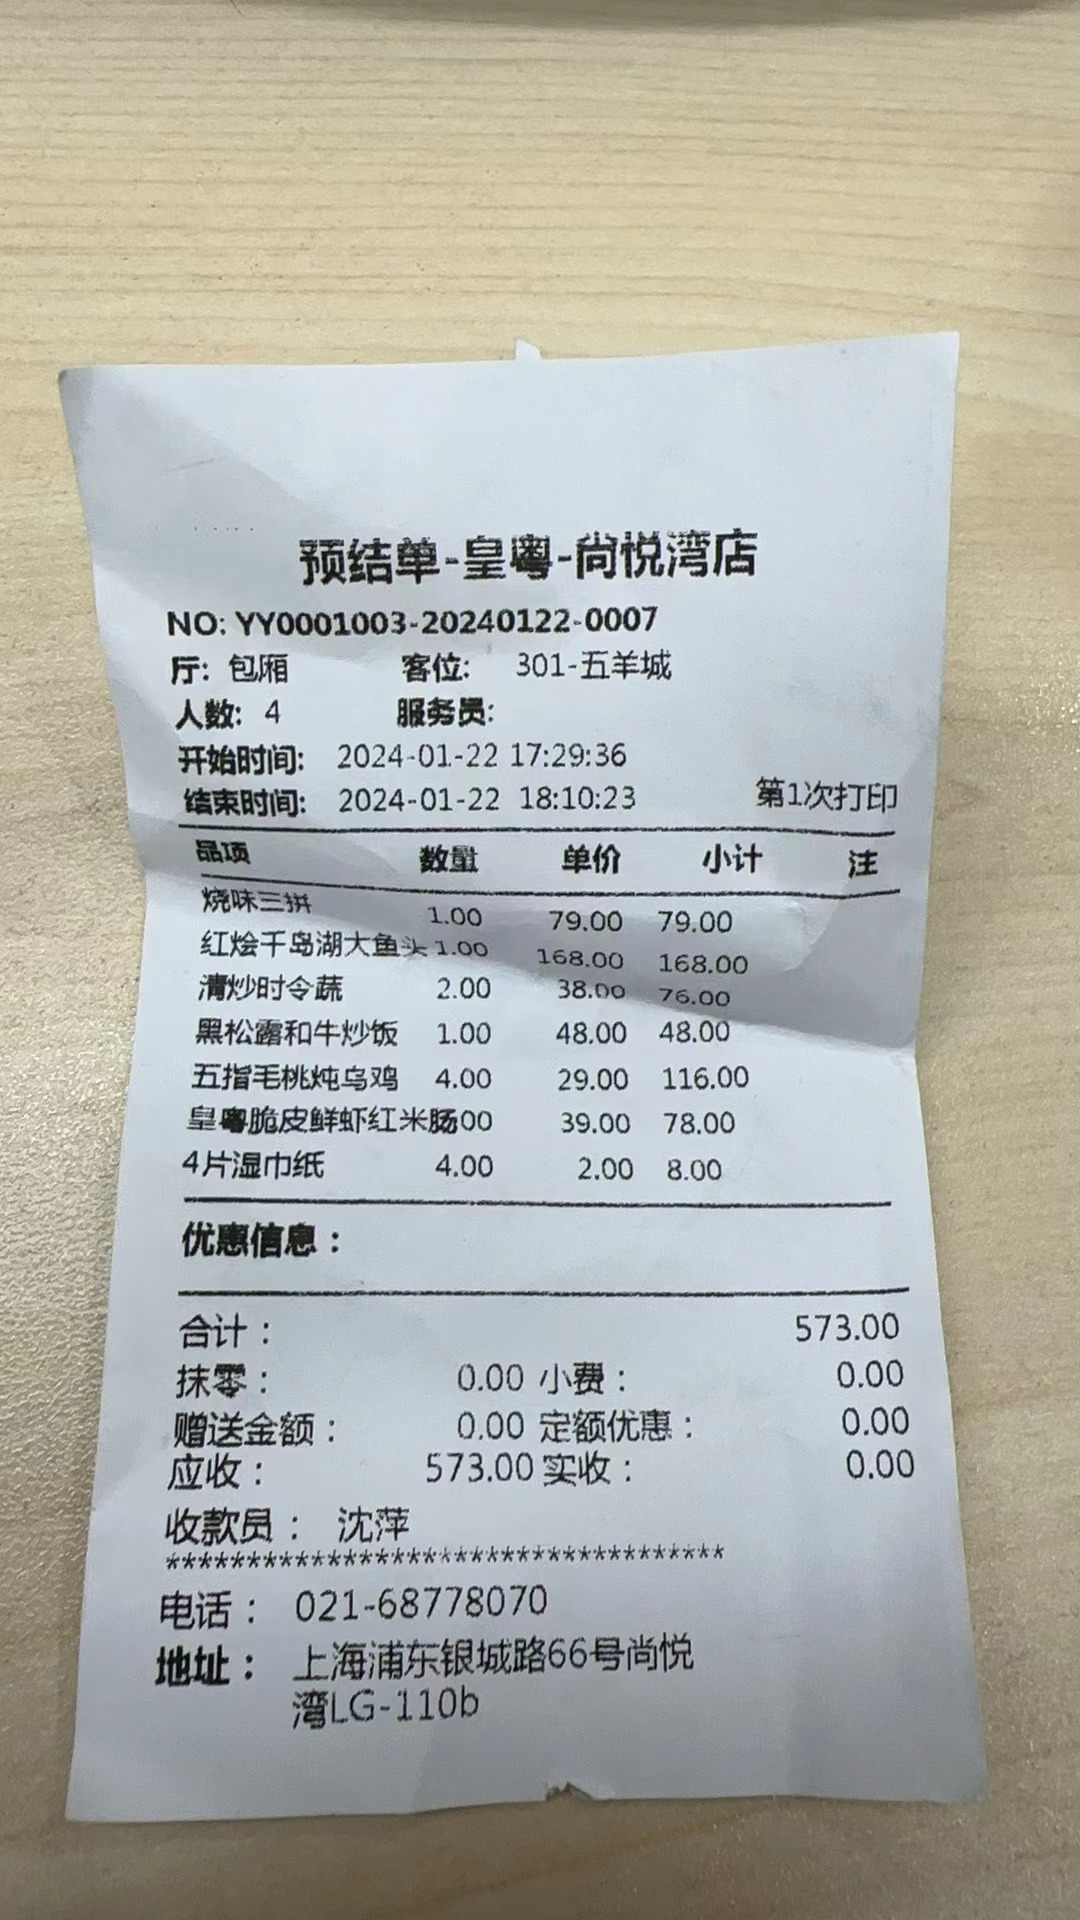 预结单-皇粤-尚悦湾店
NO: YY0001003-20240122-0007
厅: 包厢 客位: 301-五羊城
人数: 4 服务员:
开始时间: 2024-01-22 17:29:36
结束时间: 2024-01-22 18:10:23 第1次打印
品项 数量 单价 小计 注
烧味三拼 1.00 79.00 79.00
红烩千岛湖大鱼头 1.00 168.00 168.00
清炒时令蔬 2.00 38.00 76.00
黑松露和牛炒饭 1.00 48.00 48.00
五指毛桃炖乌鸡 4.00 29.00 116.00
皇粤脆皮鲜虾红米肠 00 39.00 78.00
4片湿巾纸 4.00 2.00 8.00
优惠信息：
合计： 573.00
抹零： 0.00 小费： 0.00
赠送金额： 0.00 定额优惠： 0.00
应收： 573.00 实收： 0.00
收款员： 沈萍
***********************************
电话： 021-68778070
地址： 上海浦东银城路66号尚悦
湾LG-110b